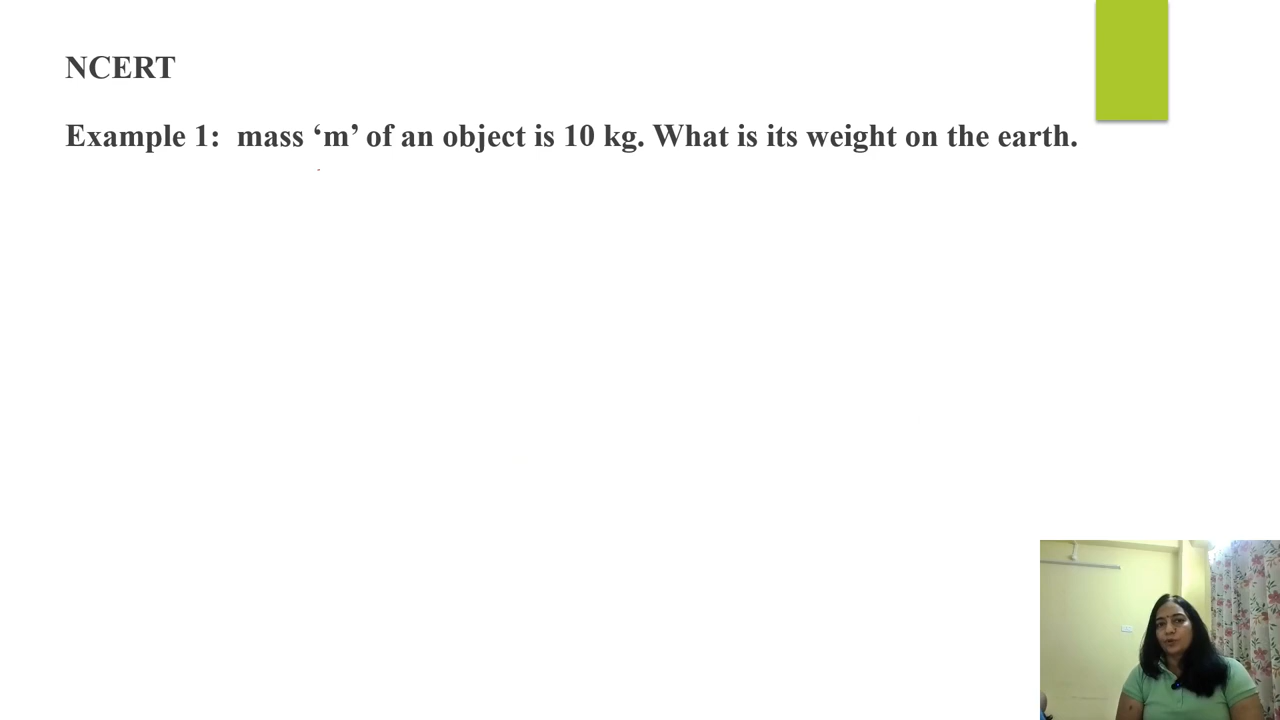 NCERT
Example 1: mass ‘m’ of an object is 10 kg. What is its weight on the earth.